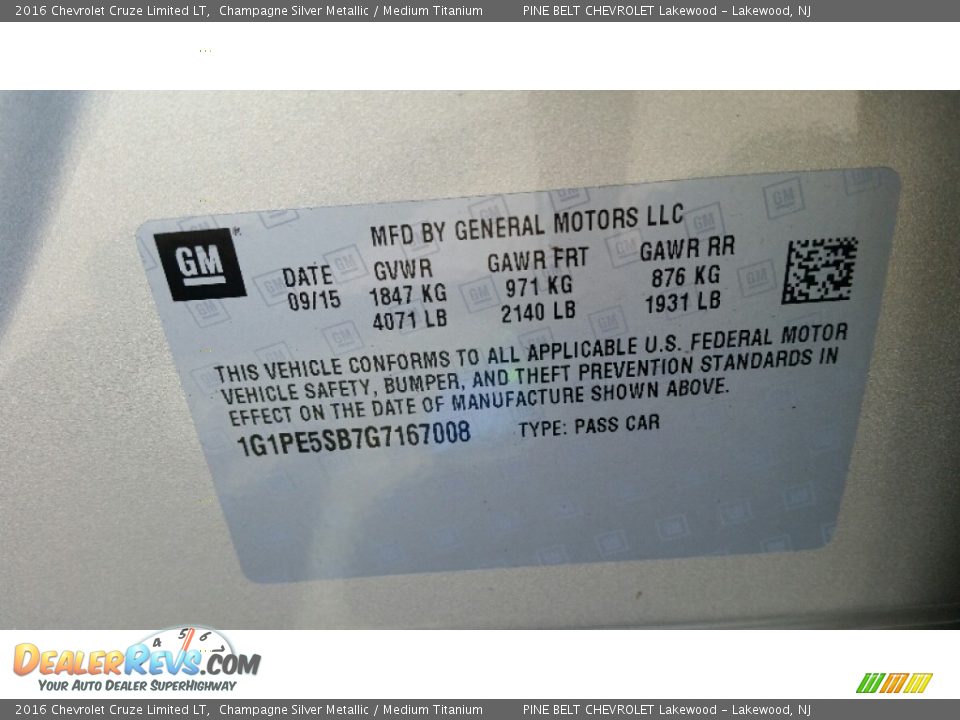 2016 Chevrolet Cruze Limited LT, Champagne Silver Metallic / Medium Titanium PINE BELT CHEVROLET Lakewood – Lakewood, NJ
MFD BY GENERAL MOTORS LLC
GM
DATE GVWR GAWR FRT GAWR RR
09/15 1847 KG 971 KG 876 KG
4071 LB 2140 LB 1931 LB
THIS VEHICLE CONFORMS TO ALL APPLICABLE U.S. FEDERAL MOTOR
VEHICLE SAFETY, BUMPER, AND THEFT PREVENTION STANDARDS IN
EFFECT ON THE DATE OF MANUFACTURE SHOWN ABOVE.
1G1PE5SB7G7167008 TYPE: PASS CAR
4 5 6 7
DEALERREVS.COM
YOUR AUTO DEALER SUPERHIGHWAY
2016 Chevrolet Cruze Limited LT, Champagne Silver Metallic / Medium Titanium PINE BELT CHEVROLET Lakewood – Lakewood, NJ